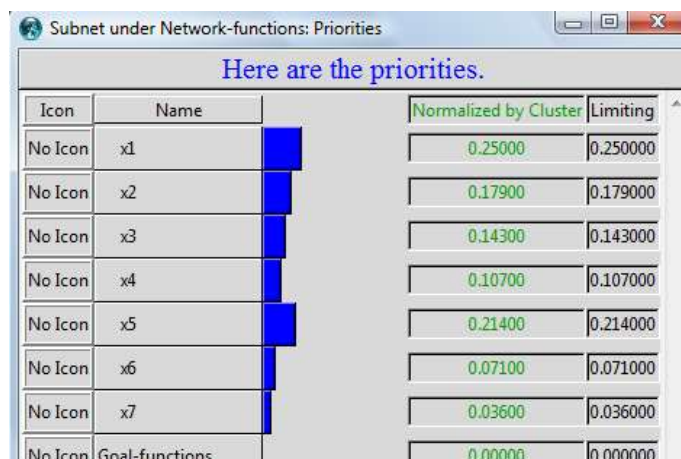 Subnet under Network-functions: Priorities
Here are the priorities.
Icon Name Normalized by Cluster Limiting
No Icon x1 0.25000 0.250000
No Icon x2 0.17900 0.179000
No Icon x3 0.14300 0.143000
No Icon x4 0.10700 0.107000
No Icon x5 0.21400 0.214000
No Icon x6 0.07100 0.071000
No Icon x7 0.03600 0.036000
No Icon Goal-functions 0.00000 0.000000